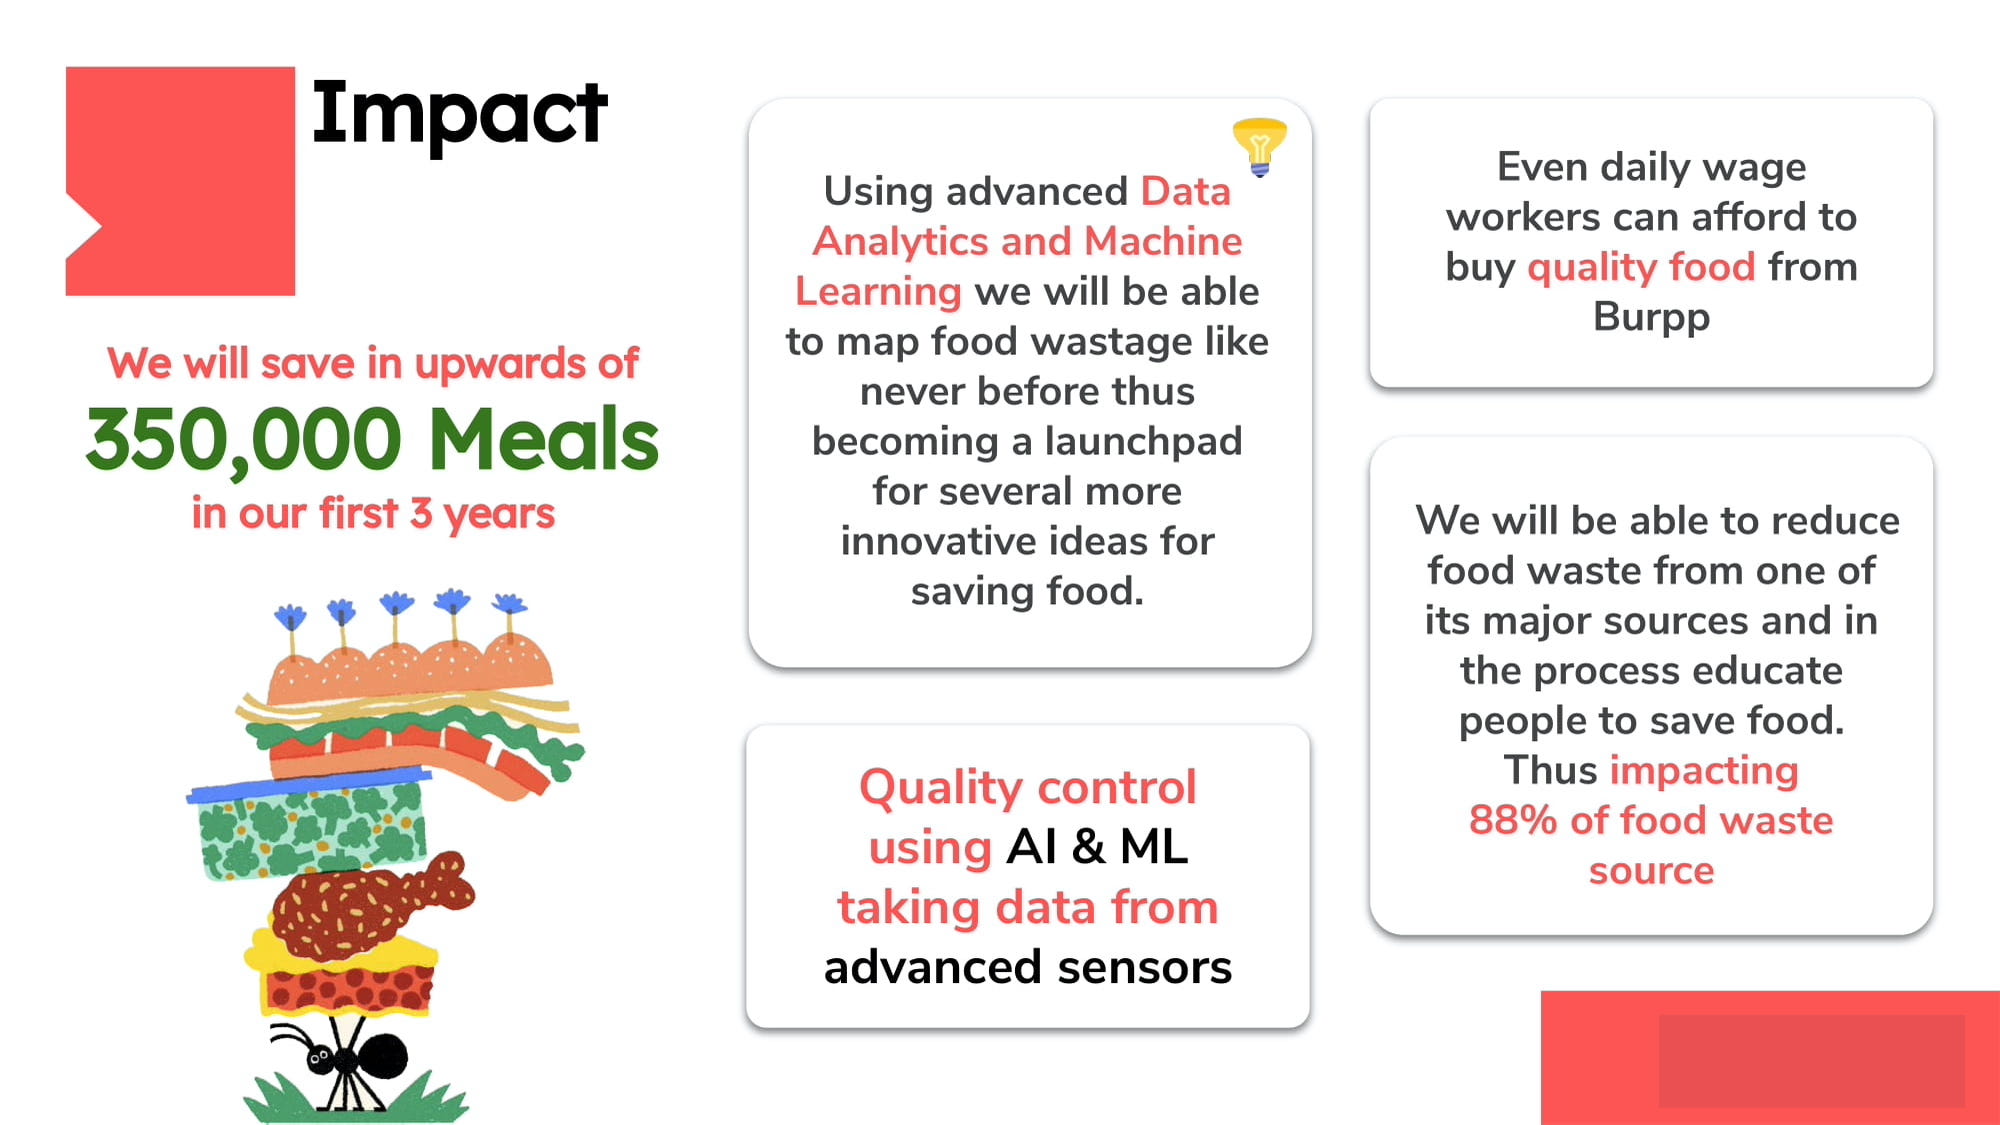 Impact
We will save in upwards of
350,000 Meals
in our first 3 years
Using advanced Data
Analytics and Machine
Learning we will be able
to map food wastage like
never before thus
becoming a launchpad
for several more
innovative ideas for
saving food.
Quality control
using AI & ML
taking data from
advanced sensors
Even daily wage
workers can afford to
buy quality food from
Burpp
We will be able to reduce
food waste from one of
its major sources and in
the process educate
people to save food.
Thus impacting
88% of food waste
source